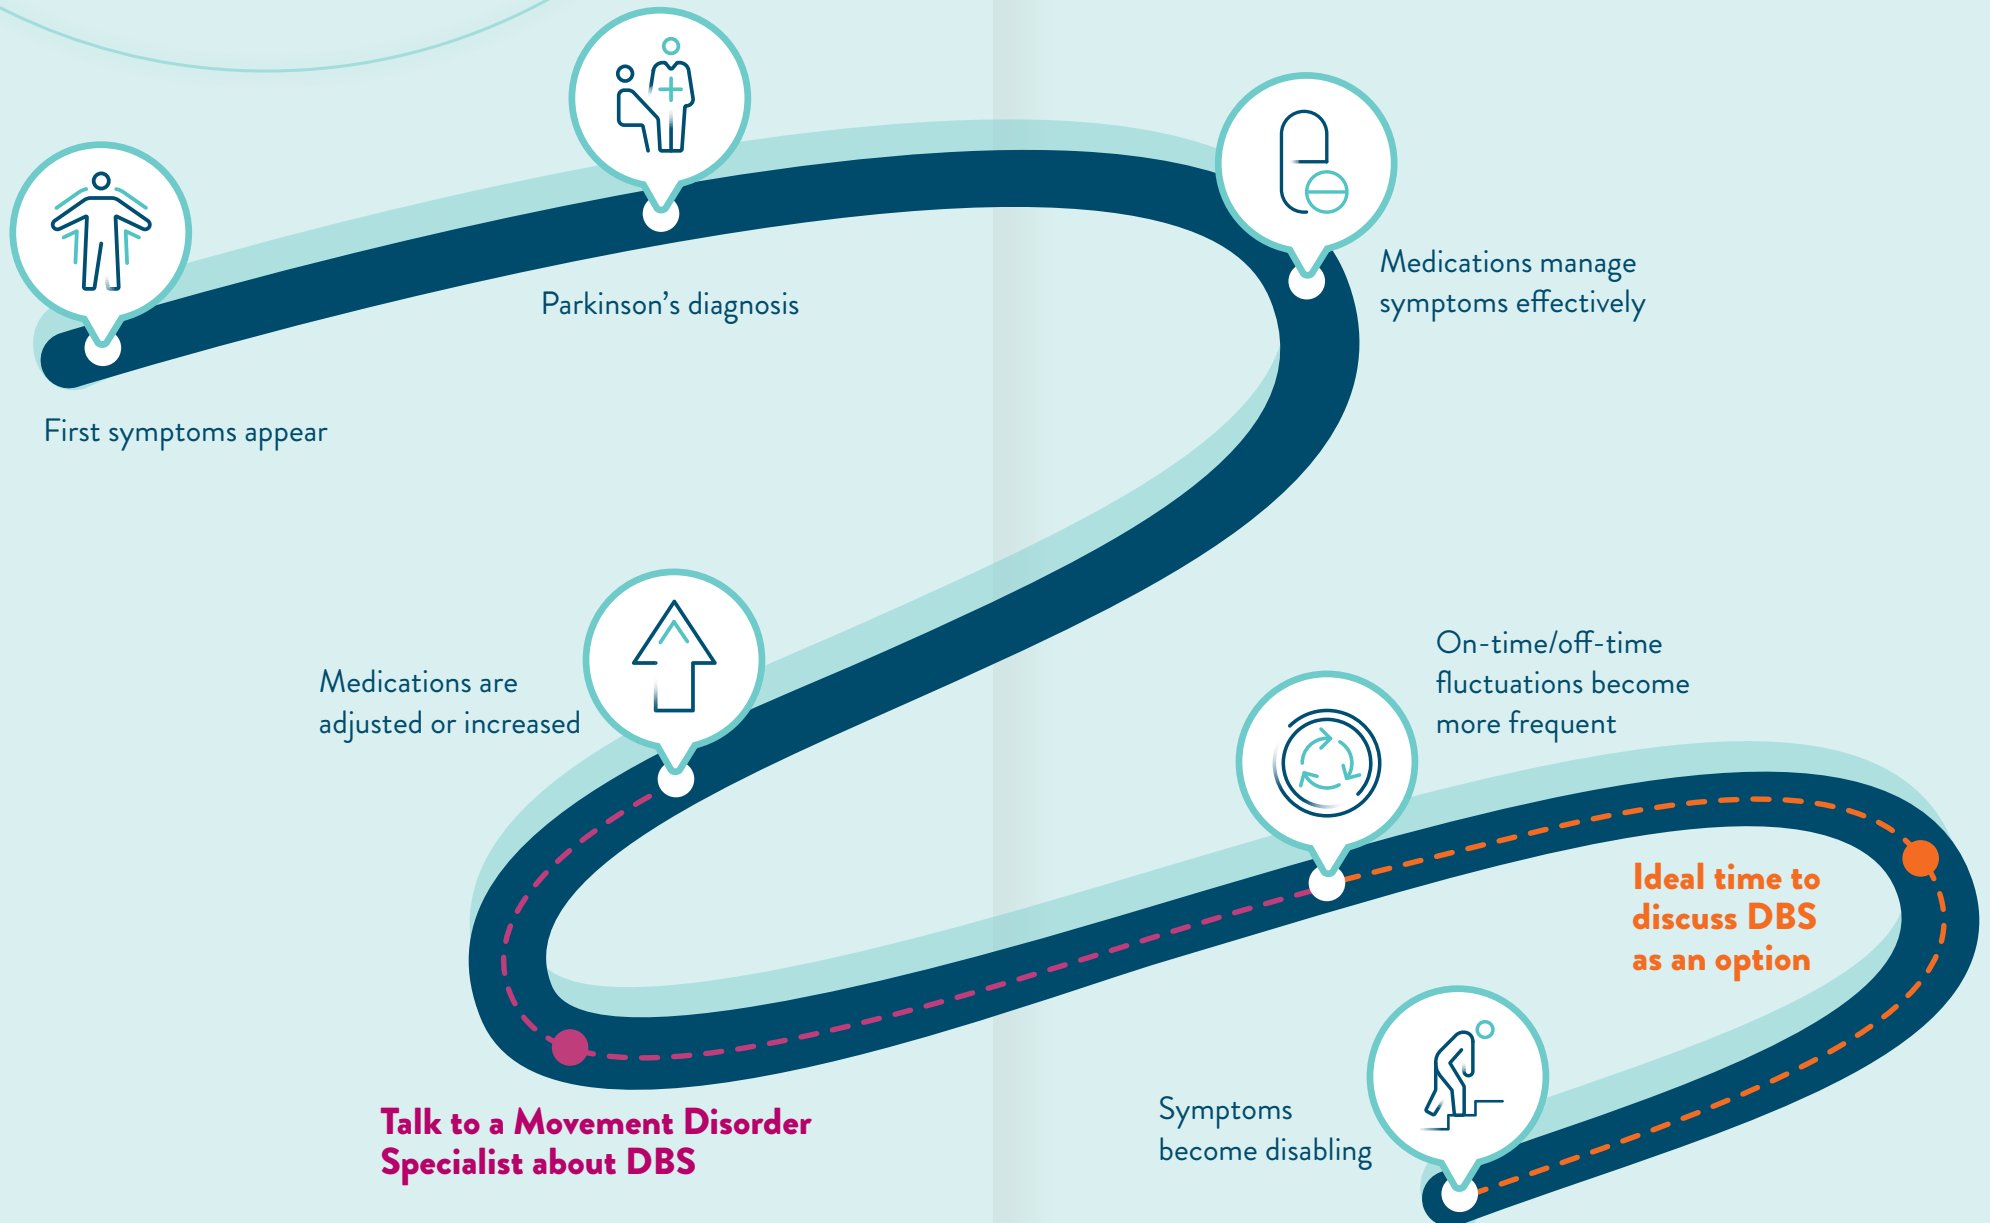 First symptoms appear
Parkinson’s diagnosis
Medications manage
symptoms effectively
Medications are
adjusted or increased
Talk to a Movement Disorder
Specialist about DBS
On-time/off-time
fluctuations become
more frequent
Ideal time to
discuss DBS
as an option
Symptoms
become disabling